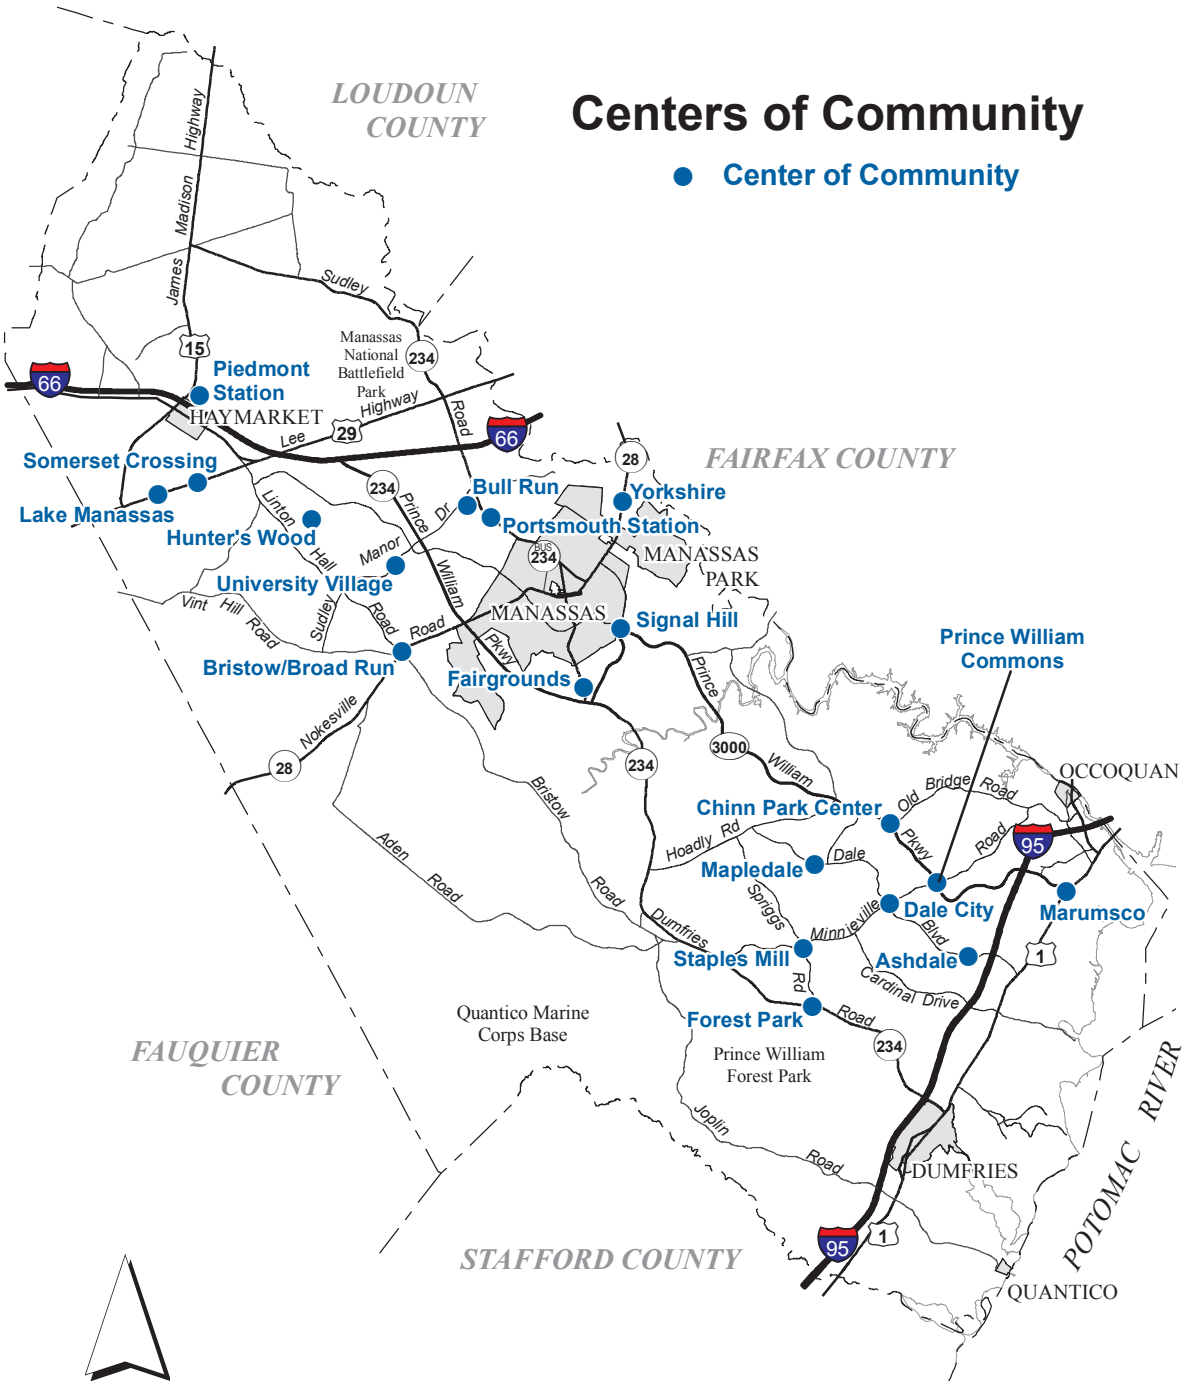 LOUDOUN
COUNTY
Centers of Community
Center of Community
James Madison Highway
Sudley
Manassas
National
Battlefield
Park
15
234
66
Piedmont
Station
HAYMARKET
Lee Highway
29
Road
66
28
FAIRFAX COUNTY
Somerset Crossing
Lake Manassas
234
Prince William Pkwy
Bull Run
Yorkshire
Portsmouth Station
Linton Hall Road
Hunter's Wood
Manor Dr
BUS
234
MANASSAS
PARK
University Village
Vint Hill Road
Sudley
Road
MANASSAS
Signal Hill
Prince William
Commons
Bristow/Broad Run
Fairgrounds
Prince William Pkwy
Nokesville
28
3000
234
Bristow Road
OCCOQUAN
Old Bridge Road
Chinn Park Center
Aden Road
Hoadly Rd
Road
95
Mapledale
Dale Blvd
Spriggs Rd
Dale City
Marumsco
Dumfries Road
Minnieville
Staples Mill
Ashdale
1
Cardinal Drive
Quantico Marine
Corps Base
Forest Park
234
Prince William
Forest Park
FAUQUIER
COUNTY
Joplin Road
DUMFRIES
POTOMAC RIVER
STAFFORD COUNTY
95
1
QUANTICO